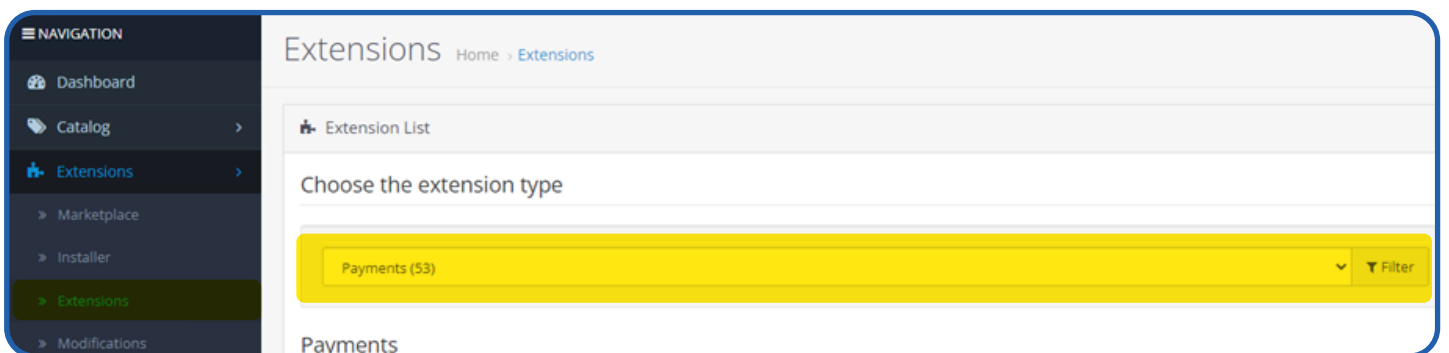 NAVIGATION
Dashboard
Catalog
Extensions
Marketplace
Installer
Extensions
Modifications
Extensions Home › Extensions
Extension List
Choose the extension type
Payments (53)
Filter
Payments